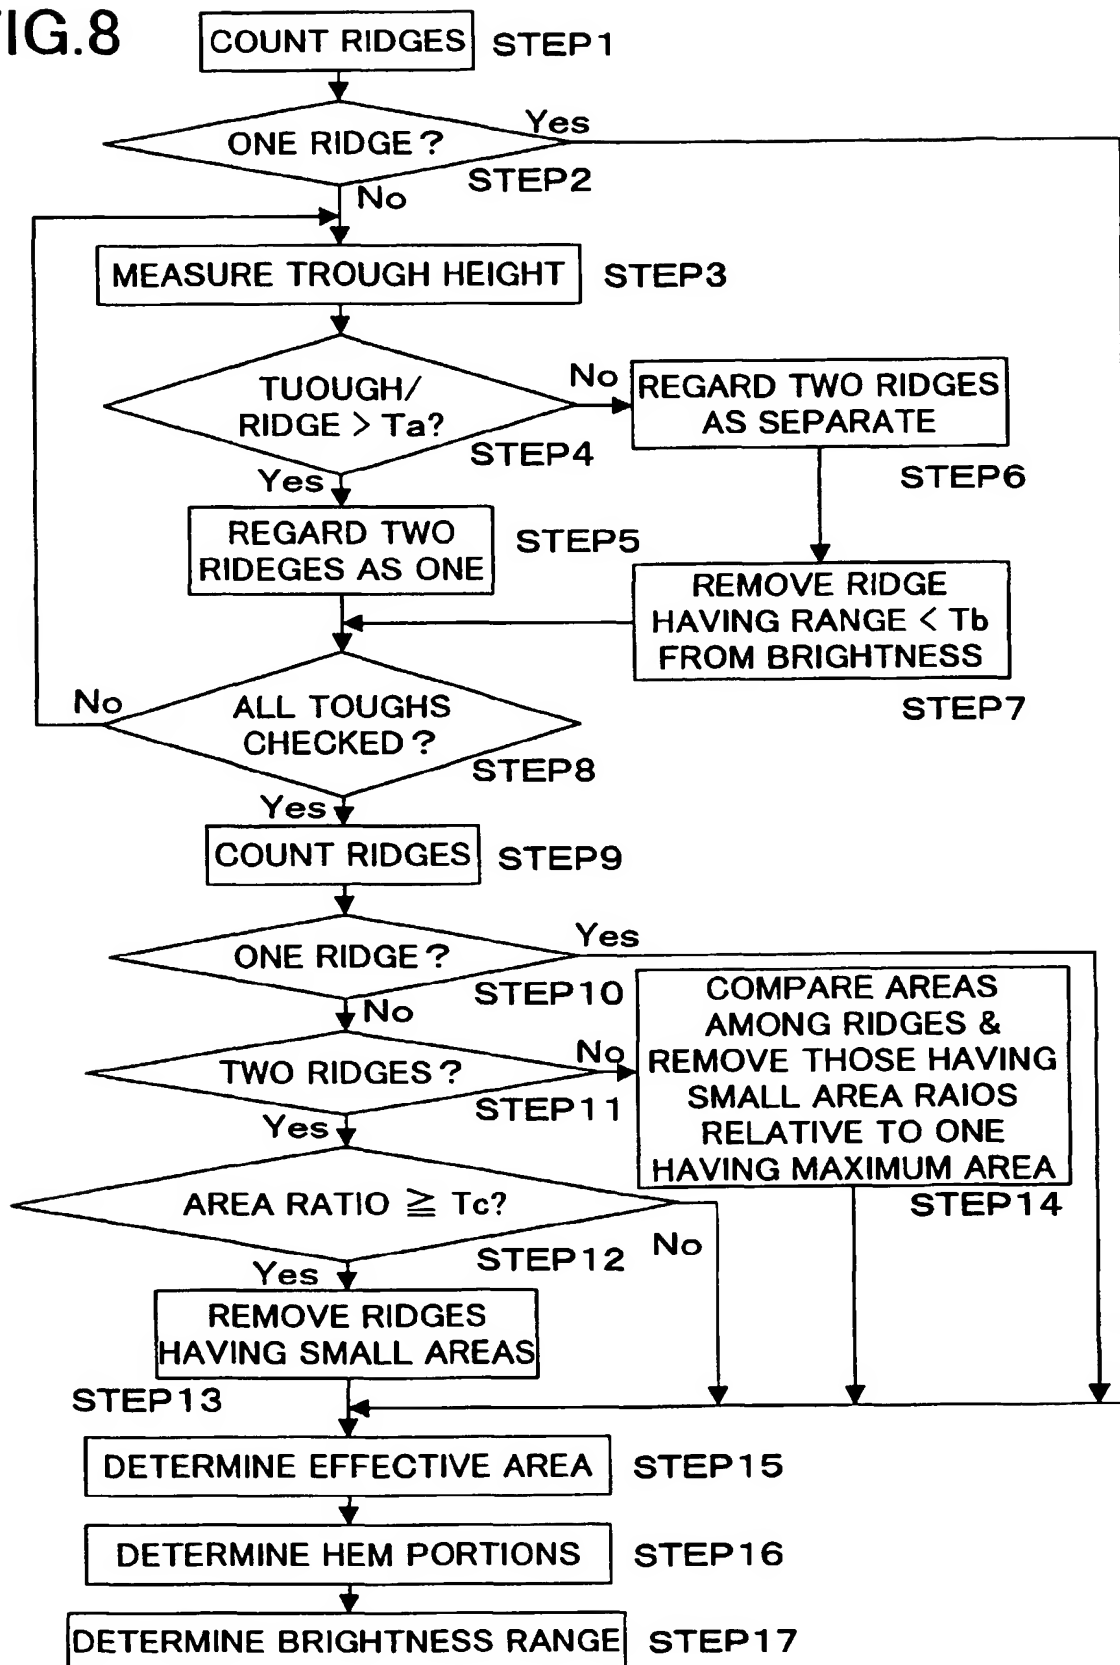 FIG.8
COUNT RIDGES
STEP1
ONE RIDGE?
Yes
STEP2
No
MEASURE TROUGH HEIGHT
STEP3
TUOUGH/
RIDGE > Ta?
No
STEP4
Yes
REGARD TWO RIDGES
AS SEPARATE
STEP6
REGARD TWO
RIDEGES AS ONE
STEP5
REMOVE RIDGE
HAVING RANGE < Tb
FROM BRIGHTNESS
STEP7
No
ALL TOUGHS
CHECKED?
STEP8
Yes
COUNT RIDGES
STEP9
ONE RIDGE?
Yes
STEP10
No
TWO RIDGES?
No
STEP11
Yes
COMPARE AREAS
AMONG RIDGES &
REMOVE THOSE HAVING
SMALL AREA RAIOS
RELATIVE TO ONE
HAVING MAXIMUM AREA
STEP14
AREA RATIO ≧ Tc?
No
STEP12
Yes
REMOVE RIDGES
HAVING SMALL AREAS
STEP13
DETERMINE EFFECTIVE AREA
STEP15
DETERMINE HEM PORTIONS
STEP16
DETERMINE BRIGHTNESS RANGE
STEP17